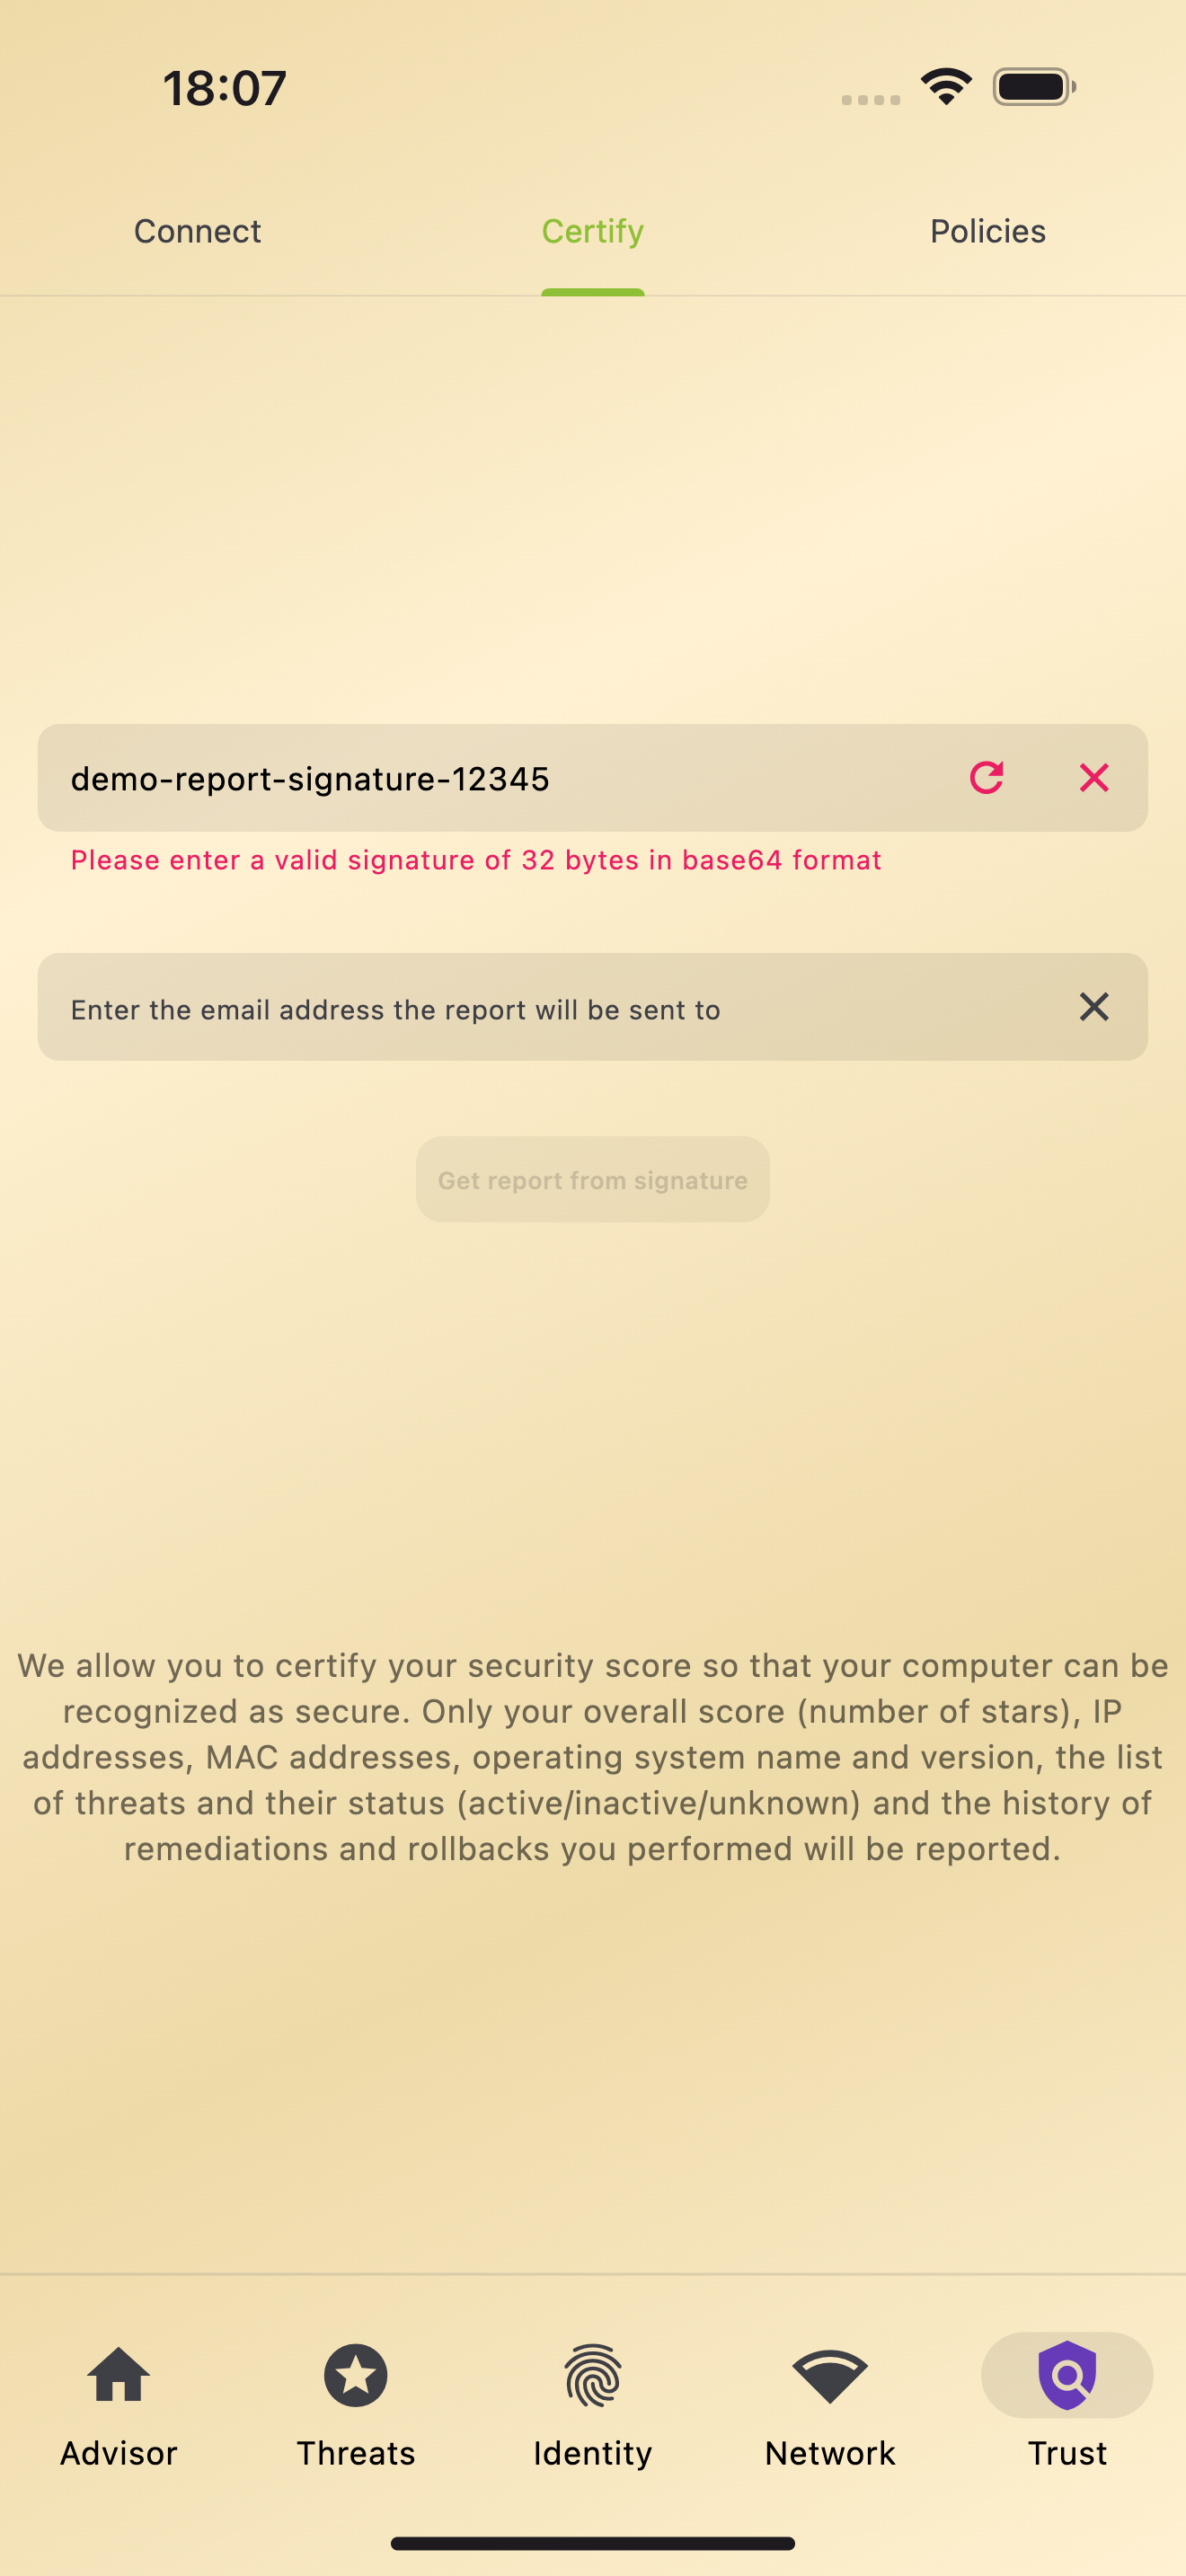 18:07
Connect
Certify
Policies
demo-report-signature-12345
Please enter a valid signature of 32 bytes in base64 format
Enter the email address the report will be sent to
Get report from signature
We allow you to certify your security score so that your computer can be
recognized as secure. Only your overall score (number of stars), IP
addresses, MAC addresses, operating system name and version, the list
of threats and their status (active/inactive/unknown) and the history of
remediations and rollbacks you performed will be reported.
Advisor
Threats
Identity
Network
Trust